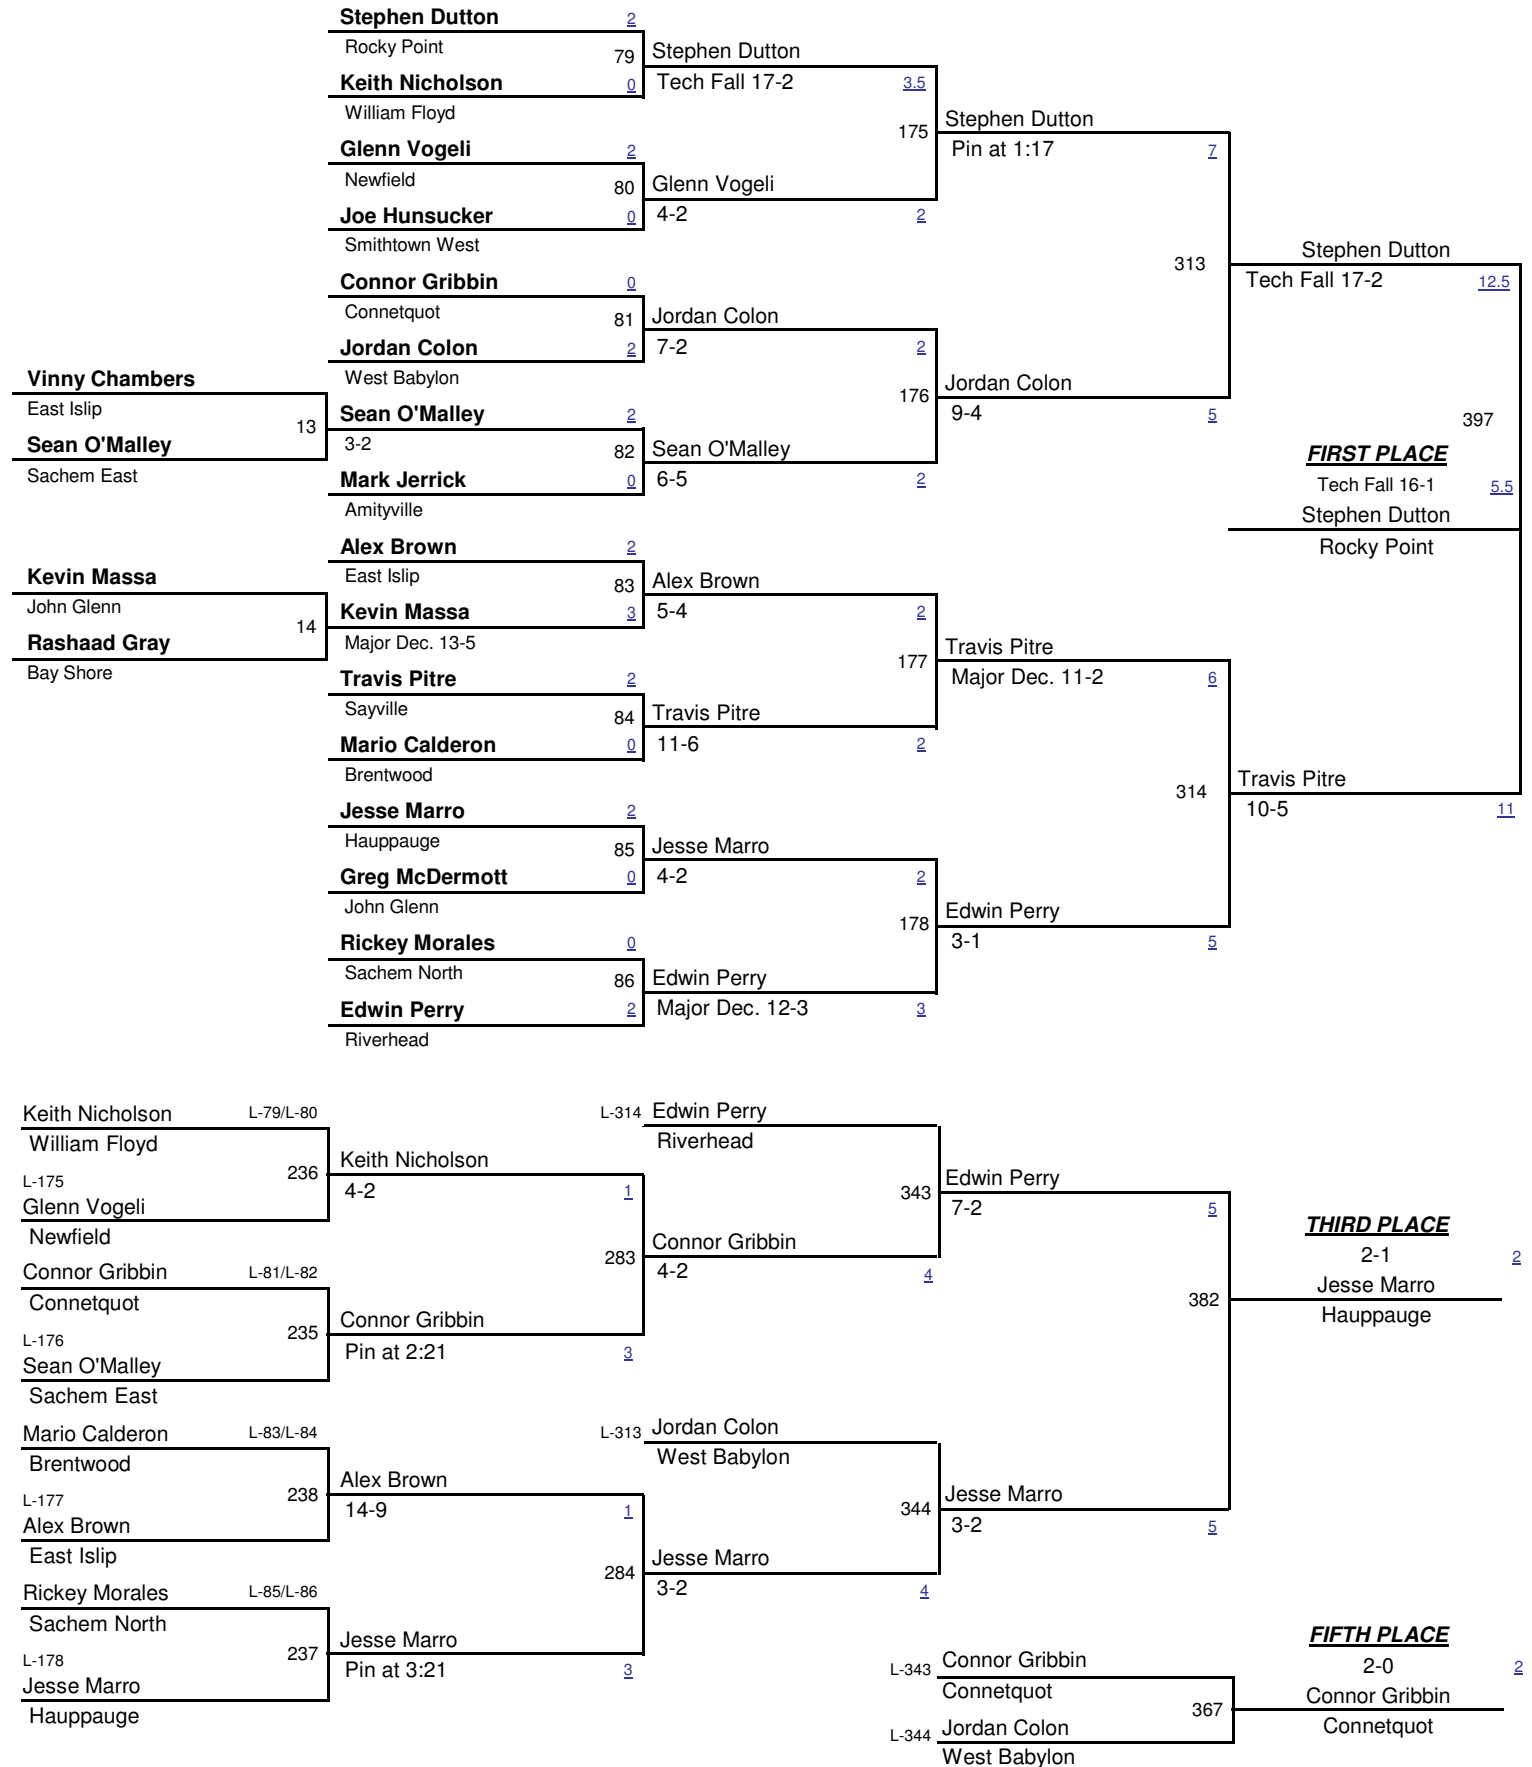 Stephen Dutton 2
Rocky Point
79
Stephen Dutton
Keith Nicholson 0
Tech Fall 17-2 3.5
William Floyd
175
Stephen Dutton
Pin at 1:17 7
Glenn Vogeli 2
Newfield
80
Glenn Vogeli
Joe Hunsucker 0
4-2 2
Smithtown West
313
Stephen Dutton
Tech Fall 17-2 12.5
Connor Gribbin 0
Connetquot
81
Jordan Colon
Jordan Colon 2
7-2 2
West Babylon
Vinny Chambers
East Islip
13
Sean O'Malley
Sachem East
176
Jordan Colon
9-4 5
Sean O'Malley 2
3-2
82
Sean O'Malley
Mark Jerrick 0
6-5 2
Amityville
397
FIRST PLACE
Tech Fall 16-1 5.5
Stephen Dutton
Rocky Point
Alex Brown 2
East Islip
83
Alex Brown
Kevin Massa
John Glenn
14
Rashaad Gray
Bay Shore
Kevin Massa 3
5-4 2
Major Dec. 13-5
177
Travis Pitre
Major Dec. 11-2 6
Travis Pitre 2
Sayville
84
Travis Pitre
Mario Calderon 0
11-6 2
Brentwood
314
Travis Pitre
10-5 11
Jesse Marro 2
Hauppauge
85
Jesse Marro
Greg McDermott 0
4-2 2
John Glenn
178
Edwin Perry
3-1 5
Rickey Morales 0
Sachem North
86
Edwin Perry
Edwin Perry 2
Major Dec. 12-3 3
Riverhead
Keith Nicholson L-79/L-80
William Floyd
L-175
236
Keith Nicholson
4-2 1
Glenn Vogeli
Newfield
L-314 Edwin Perry
Riverhead
343
Edwin Perry
7-2 5
283
Connor Gribbin
4-2 4
Connor Gribbin L-81/L-82
Connetquot
L-176
235
Connor Gribbin
Pin at 2:21 3
Sean O'Malley
Sachem East
THIRD PLACE
2-1 2
382
Jesse Marro
Hauppauge
Mario Calderon L-83/L-84
Brentwood
L-177
238
Alex Brown
14-9 1
Alex Brown
East Islip
L-313 Jordan Colon
West Babylon
344
Jesse Marro
3-2 5
284
Jesse Marro
3-2 4
Rickey Morales L-85/L-86
Sachem North
L-178
237
Jesse Marro
Pin at 3:21 3
Jesse Marro
Hauppauge
L-343 Connor Gribbin
Connetquot
367
L-344 Jordan Colon
West Babylon
FIFTH PLACE
2-0 2
Connor Gribbin
Connetquot